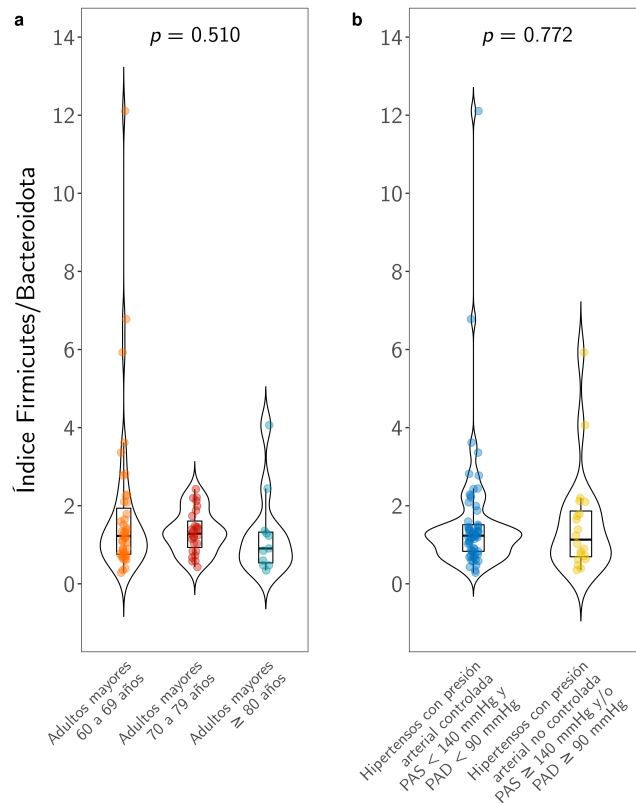 a
p = 0.510
Índice Firmicutes/Bacteroidota
14
12
10
8
6
4
2
0
Adultos mayores
60 a 69 años
Adultos mayores
70 a 79 años
Adultos mayores
≥ 80 años
b
p = 0.772
14
12
10
8
6
4
2
0
Hipertensos con presión
arterial controlada
PAS < 140 mmHg y
PAD < 90 mmHg
Hipertensos con presión
arterial no controlada
PAS ≥ 140 mmHg y/o
PAD ≥ 90 mmHg